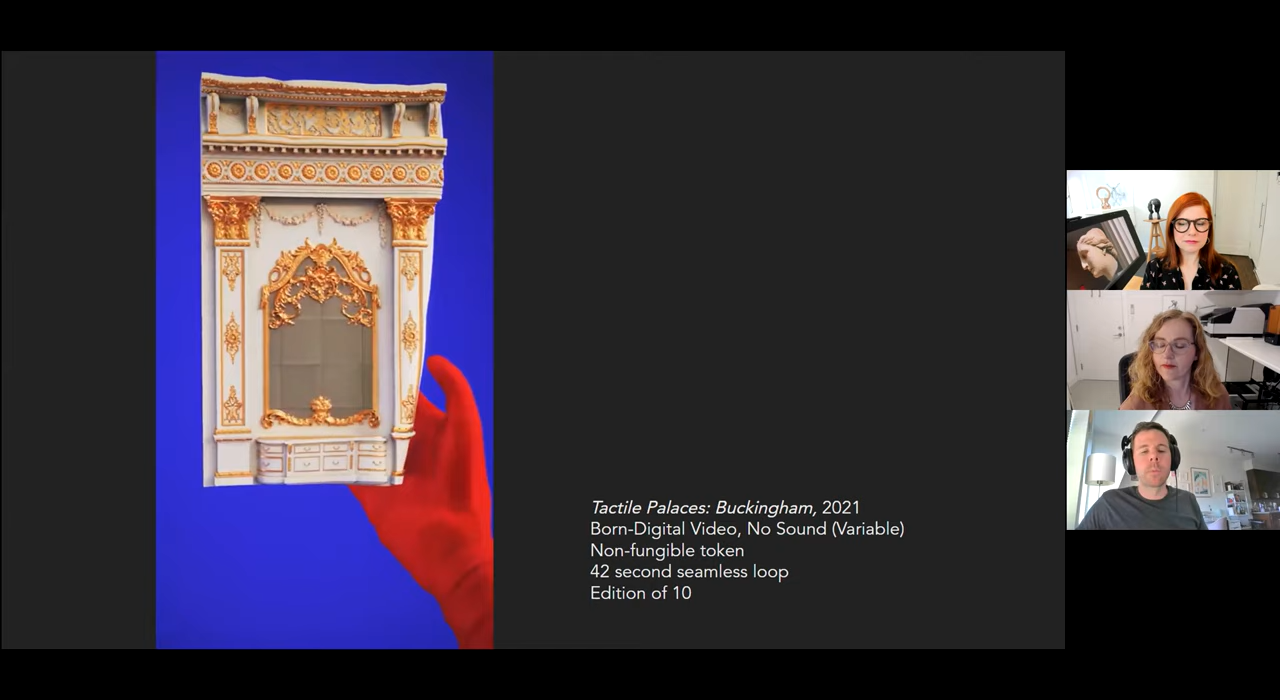 Tactile Palaces: Buckingham, 2021
Born-Digital Video, No Sound (Variable)
Non-fungible token
42 second seamless loop
Edition of 10